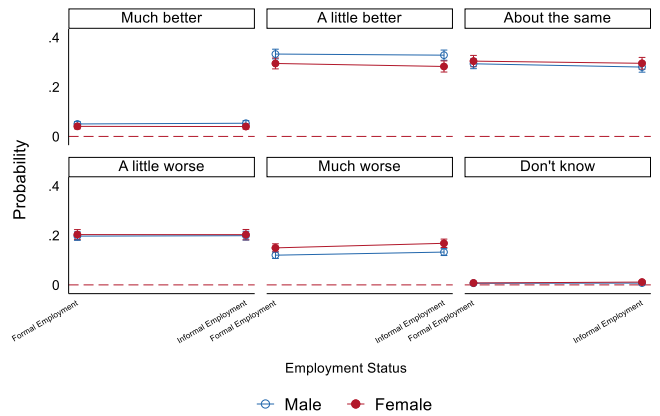 Much better
A little better
About the same
.4
.2
0
A little worse
Much worse
Don't know
.4
.2
0
Probability
Formal Employment
Informal Employment
Formal Employment
Informal Employment
Formal Employment
Informal Employment
Employment Status
Male
Female